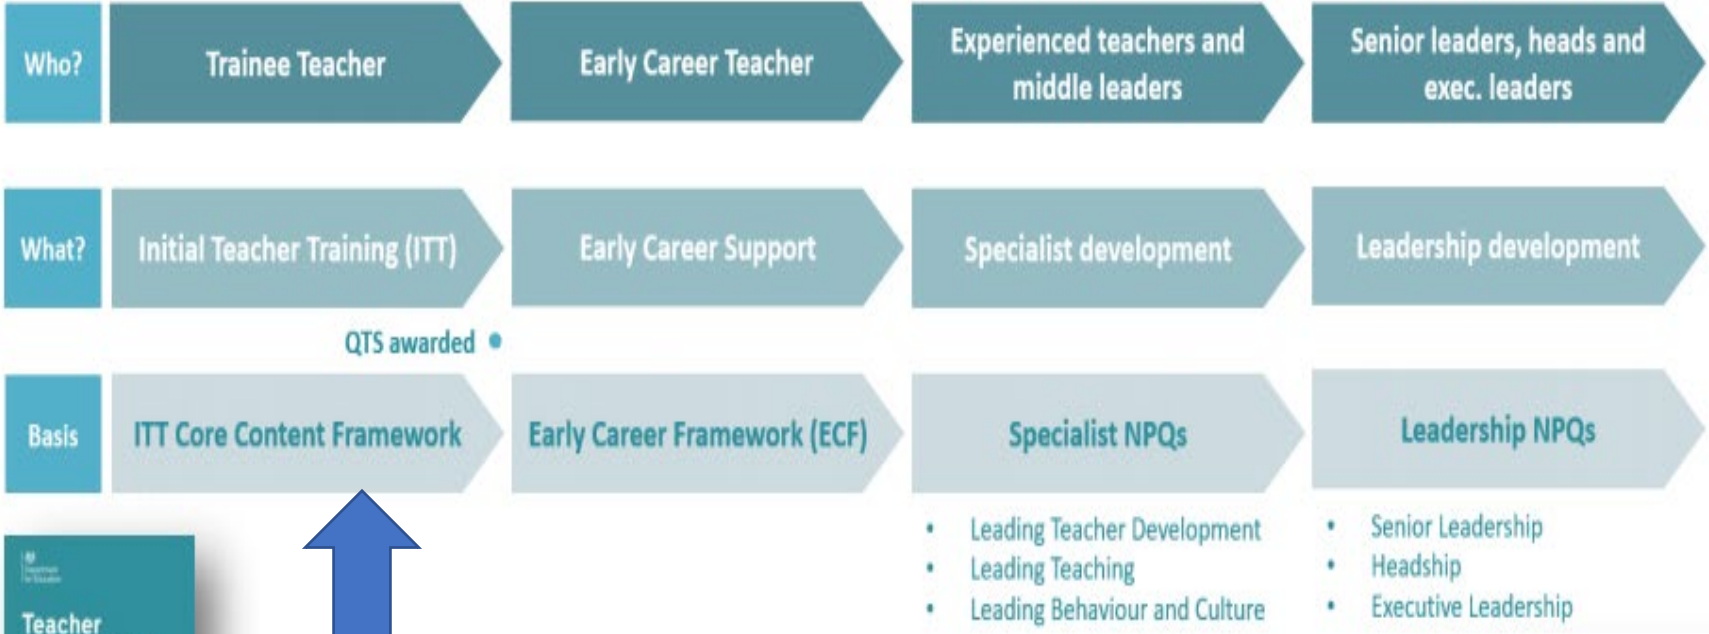 Who?
Trainee Teacher
Early Career Teacher
Experienced teachers and
middle leaders
Senior leaders, heads and
exec. leaders
What?
Initial Teacher Training (ITT)
Early Career Support
Specialist development
Leadership development
QTS awarded •
Basis
ITT Core Content Framework
Early Career Framework (ECF)
Specialist NPQs
Leadership NPQs
• Leading Teacher Development
• Leading Teaching
• Leading Behaviour and Culture
• Senior Leadership
• Headship
• Executive Leadership
Department
for Education
Teacher